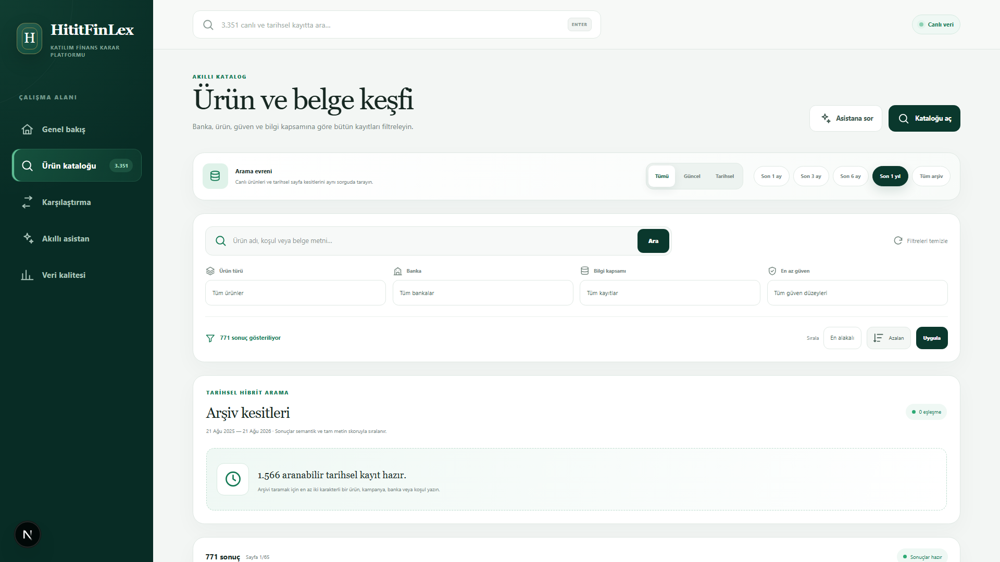 H
HititFinLex
KATILIM FİNANS KARAR
PLATFORMU
ÇALIŞMA ALANI
Genel bakış
Ürün kataloğu
3.351
Karşılaştırma
Akıllı asistan
Veri kalitesi
N
3.351 canlı ve tarihsel kayıtta ara...
ENTER
Canlı veri
AKILLI KATALOG
Ürün ve belge keşfi
Banka, ürün, güven ve bilgi kapsamına göre bütün kayıtları filtreleyin.
Asistana sor
Kataloğu aç
Arama evreni
Canlı ürünleri ve tarihsel sayfa kesitlerini aynı sorguda tarayın.
Tümü
Güncel
Tarihsel
Son 1 ay
Son 3 ay
Son 6 ay
Son 1 yıl
Tüm arşiv
Ürün adı, koşul veya belge metni...
Ara
Filtreleri temizle
Ürün türü
Banka
Bilgi kapsamı
En az güven
Tüm ürünler
Tüm bankalar
Tüm kayıtlar
Tüm güven düzeyleri
771 sonuç gösteriliyor
Sırala
En alakalı
Azalan
Uygula
TARİHSEL HİBRİT ARAMA
Arşiv kesitleri
0 eşleşme
21 Ağu 2025 — 21 Ağu 2026 · Sonuçlar semantik ve tam metin skoruyla sıralanır.
1.566 aranabilir tarihsel kayıt hazır.
Arşivi taramak için en az iki karakterli bir ürün, kampanya, banka veya koşul yazın.
771 sonuç
Sayfa 1/65
Sonuçlar hazır